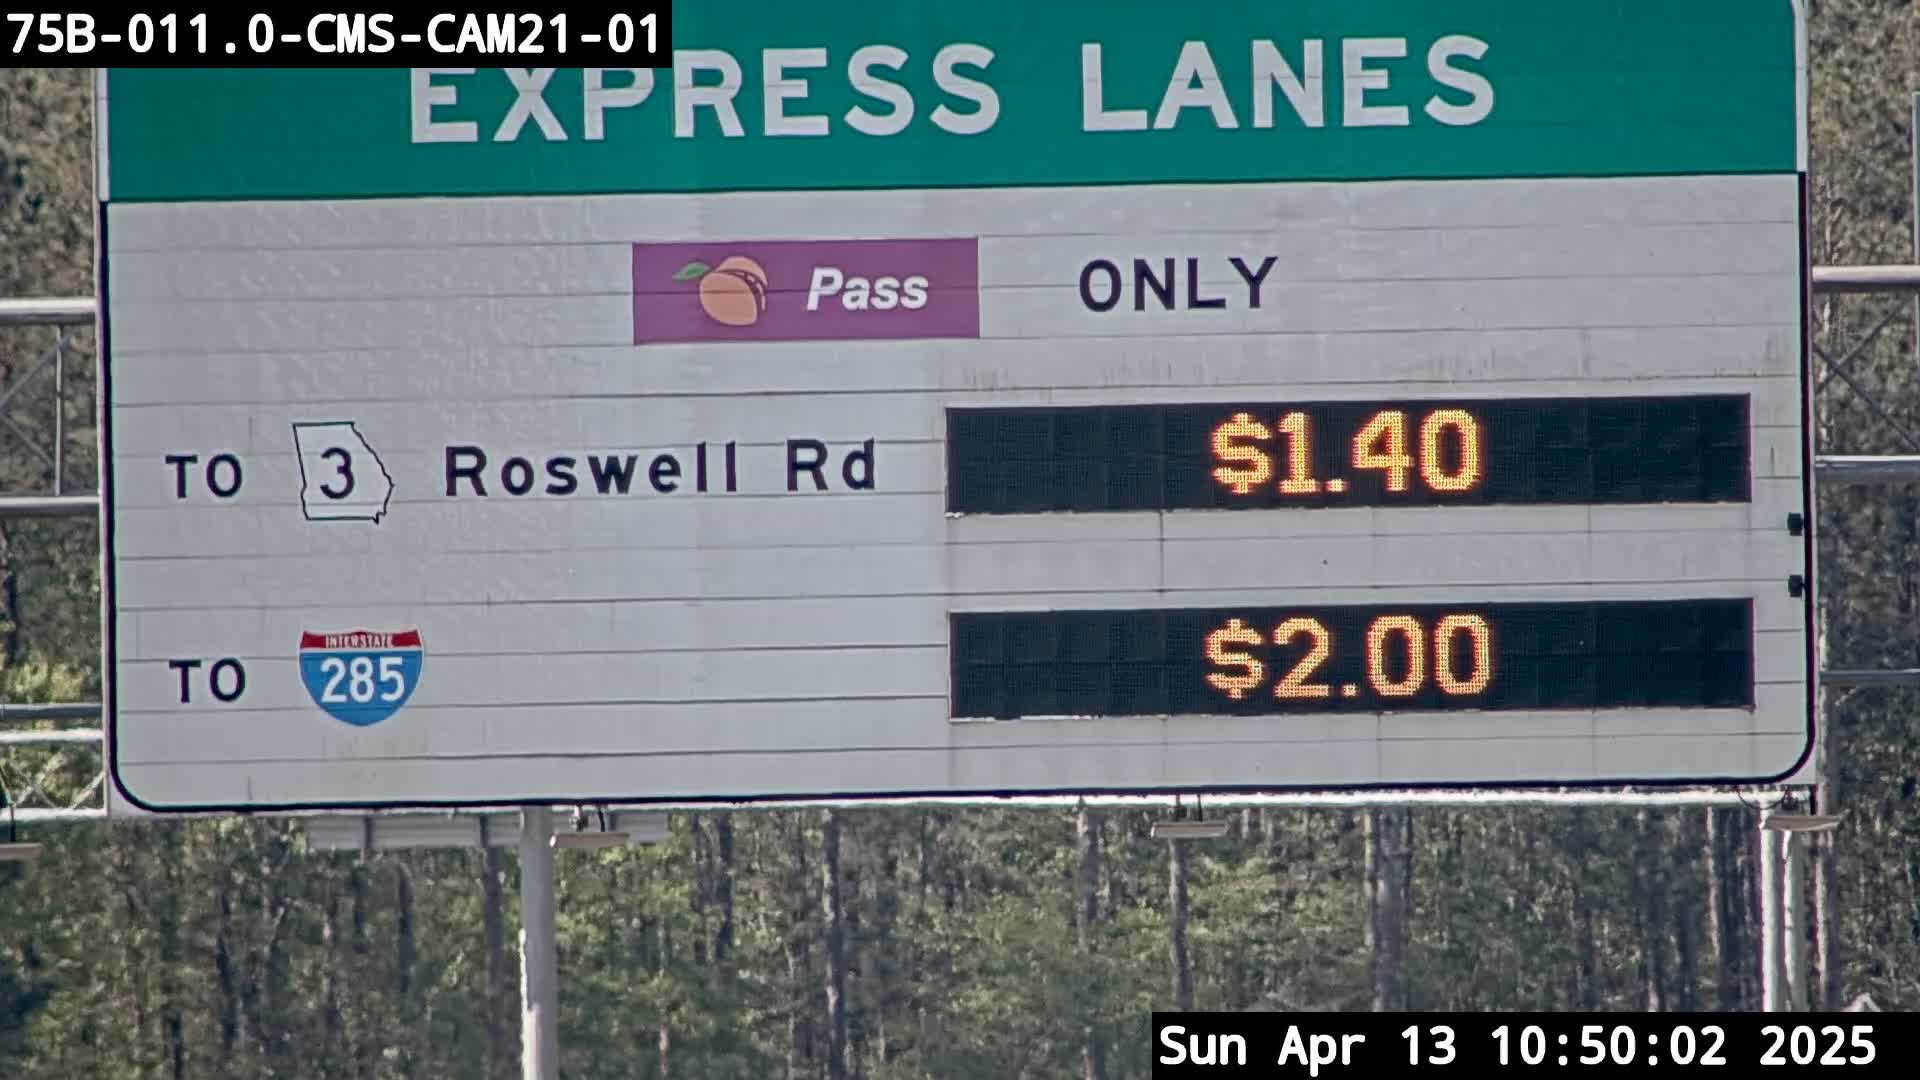 75B-011.0-CMS-CAM21-01
EXPRESS LANES
Pass ONLY
TO 3 Roswell Rd $1.40
INTERSTATE
TO 285 $2.00
Sun Apr 13 10:50:02 2025